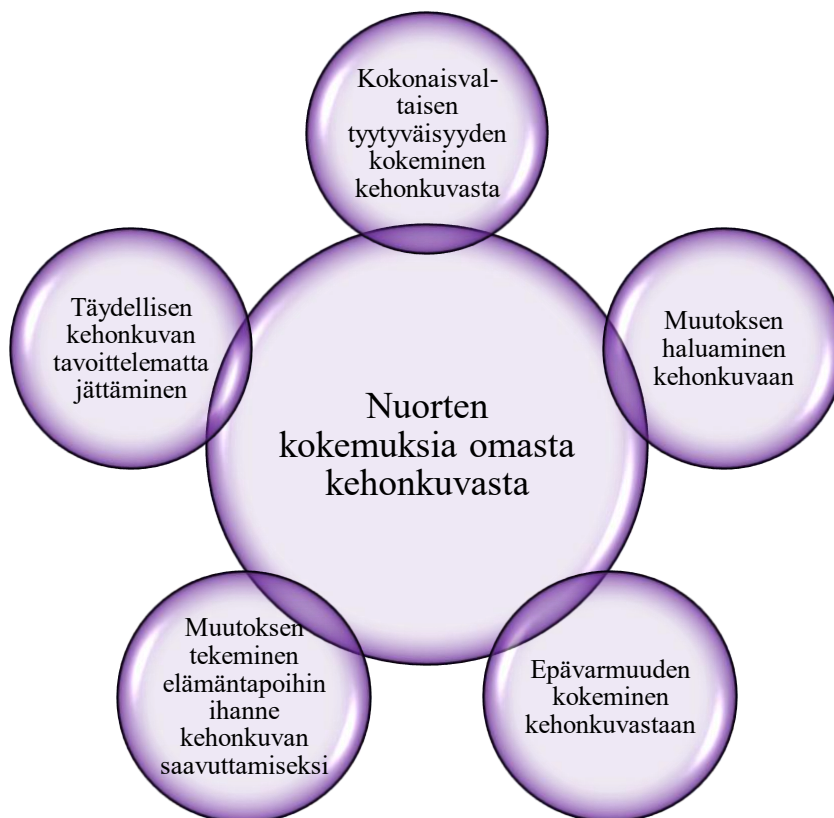 Kokonaisval-
taisen
tyytyväisyyden
kokeminen
kehonkuvasta
Muutoksen
haluaminen
kehonkuvaan
Epävarmuuden
kokeminen
kehonkuvastaan
Muutoksen
tekeminen
elämäntapoihin
ihanne
kehonkuvan
saavuttamiseksi
Täydellisen
kehonkuvan
tavoittelematta
jättäminen
Nuorten
kokemuksia omasta
kehonkuvasta